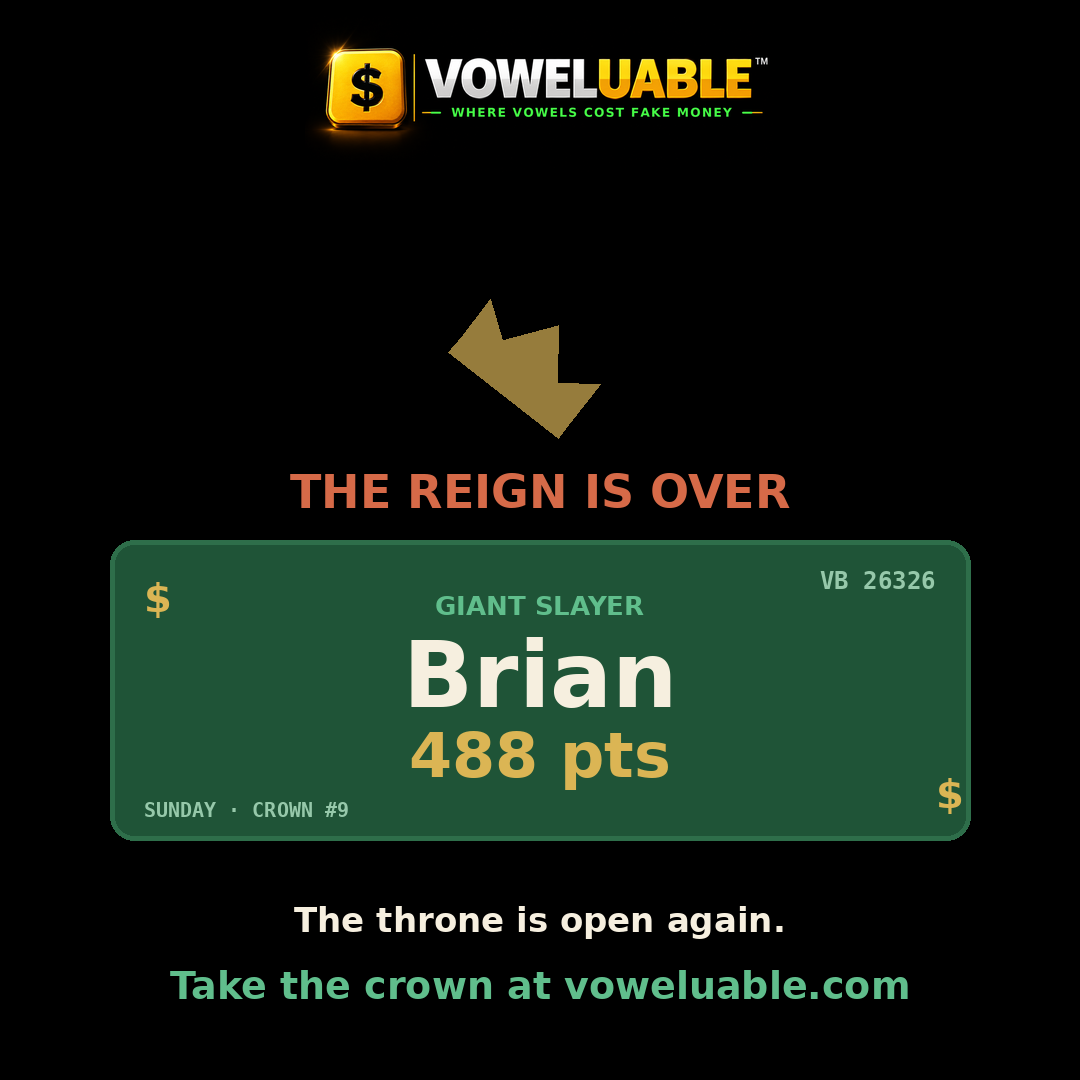 $
VOWELUABLE™
WHERE VOWELS COST FAKE MONEY
THE REIGN IS OVER
VB 26326
$
GIANT SLAYER
Brian
488 pts
$
SUNDAY · CROWN #9
The throne is open again.
Take the crown at voweluable.com